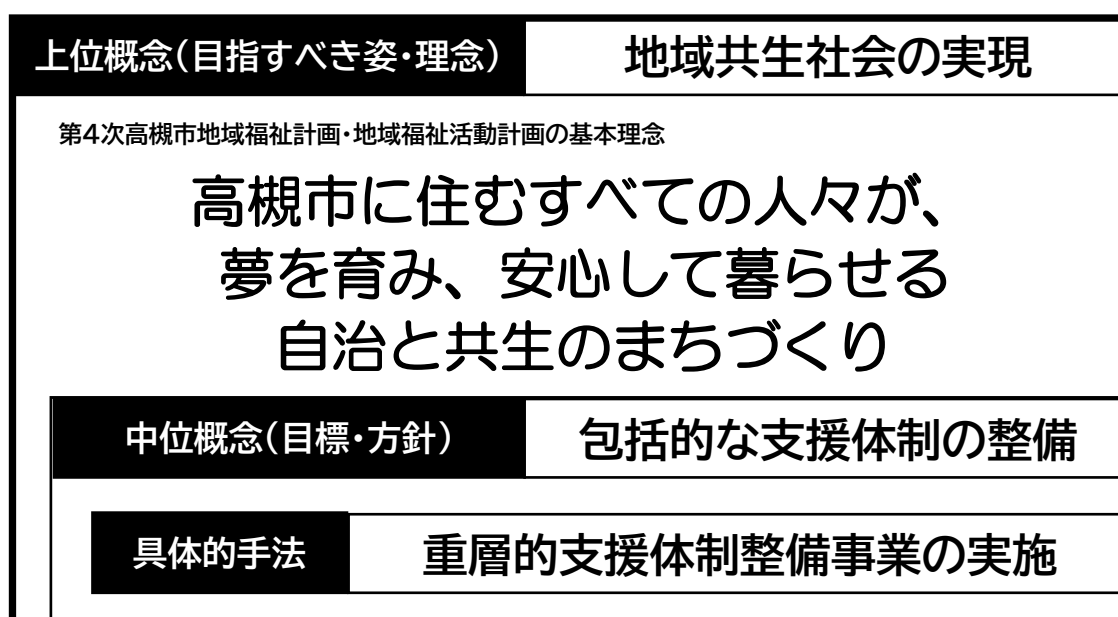 上位概念(目指すべき姿・理念)
地域共生社会の実現
第4次高槻市地域福祉計画・地域福祉活動計画の基本理念
高槻市に住むすべての人々が、
夢を育み、安心して暮らせる
自治と共生のまちづくり
中位概念(目標・方針)
包括的な支援体制の整備
具体的手法
重層的支援体制整備事業の実施